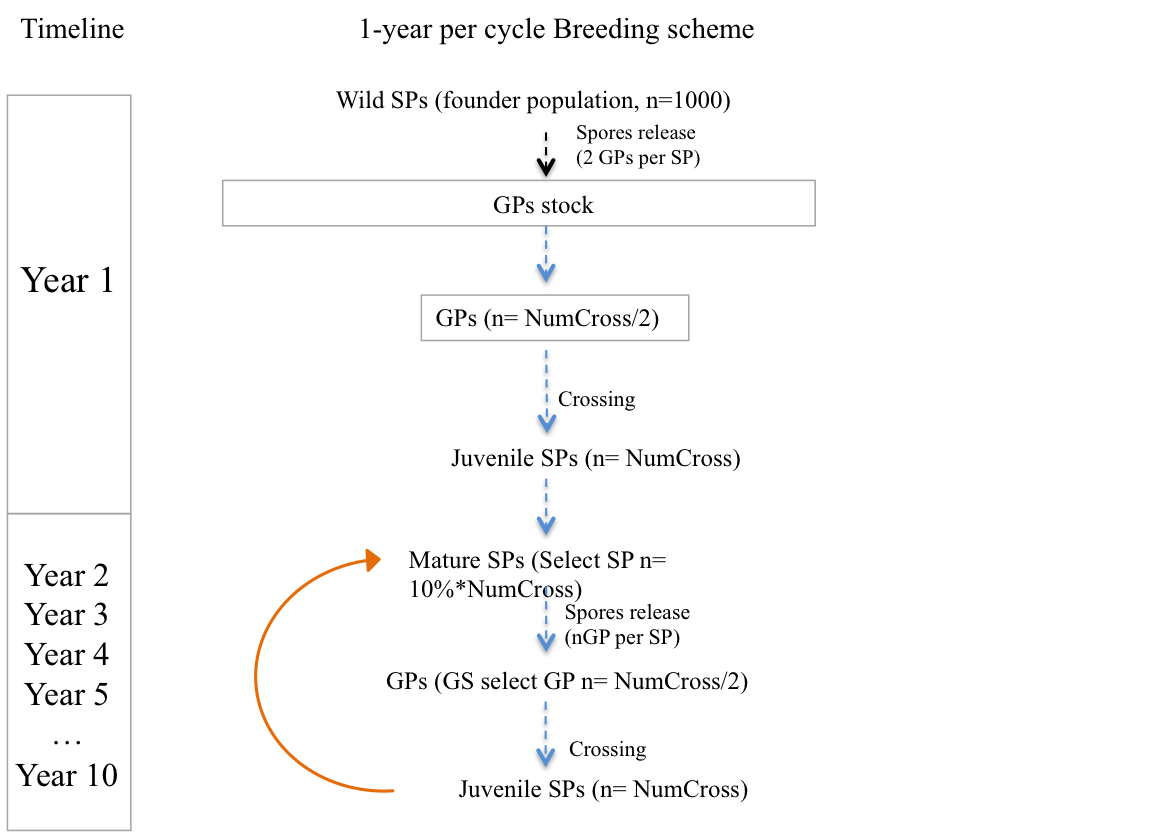 Timeline
1-year per cycle Breeding scheme
Wild SPs (founder population, n=1000)
Spores release
(2 GPs per SP)
GPs stock
Year 1
GPs (n= NumCross/2)
Crossing
Juvenile SPs (n= NumCross)
Mature SPs (Select SP n=
10%*NumCross)
Year 2
Year 3
Year 4
Year 5
…
Year 10
Spores release
(nGP per SP)
GPs (GS select GP n= NumCross/2)
Crossing
Juvenile SPs (n= NumCross)